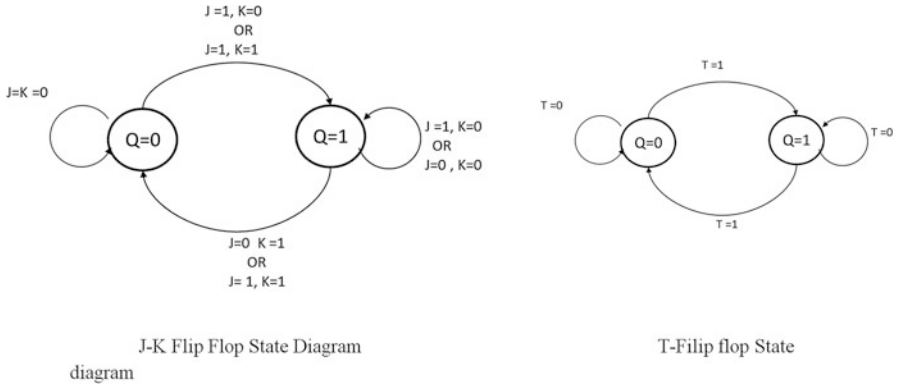 J =1, K=0
OR
J=1, K=1
J=K =0
Q=0
Q=1
J =1, K=0
OR
J=0 , K=0
J=0 K =1
OR
J= 1, K=1
J-K Flip Flop State Diagram
diagram
T =1
T=0
Q=0
Q=1
T=0
T =1
T-Filip flop State